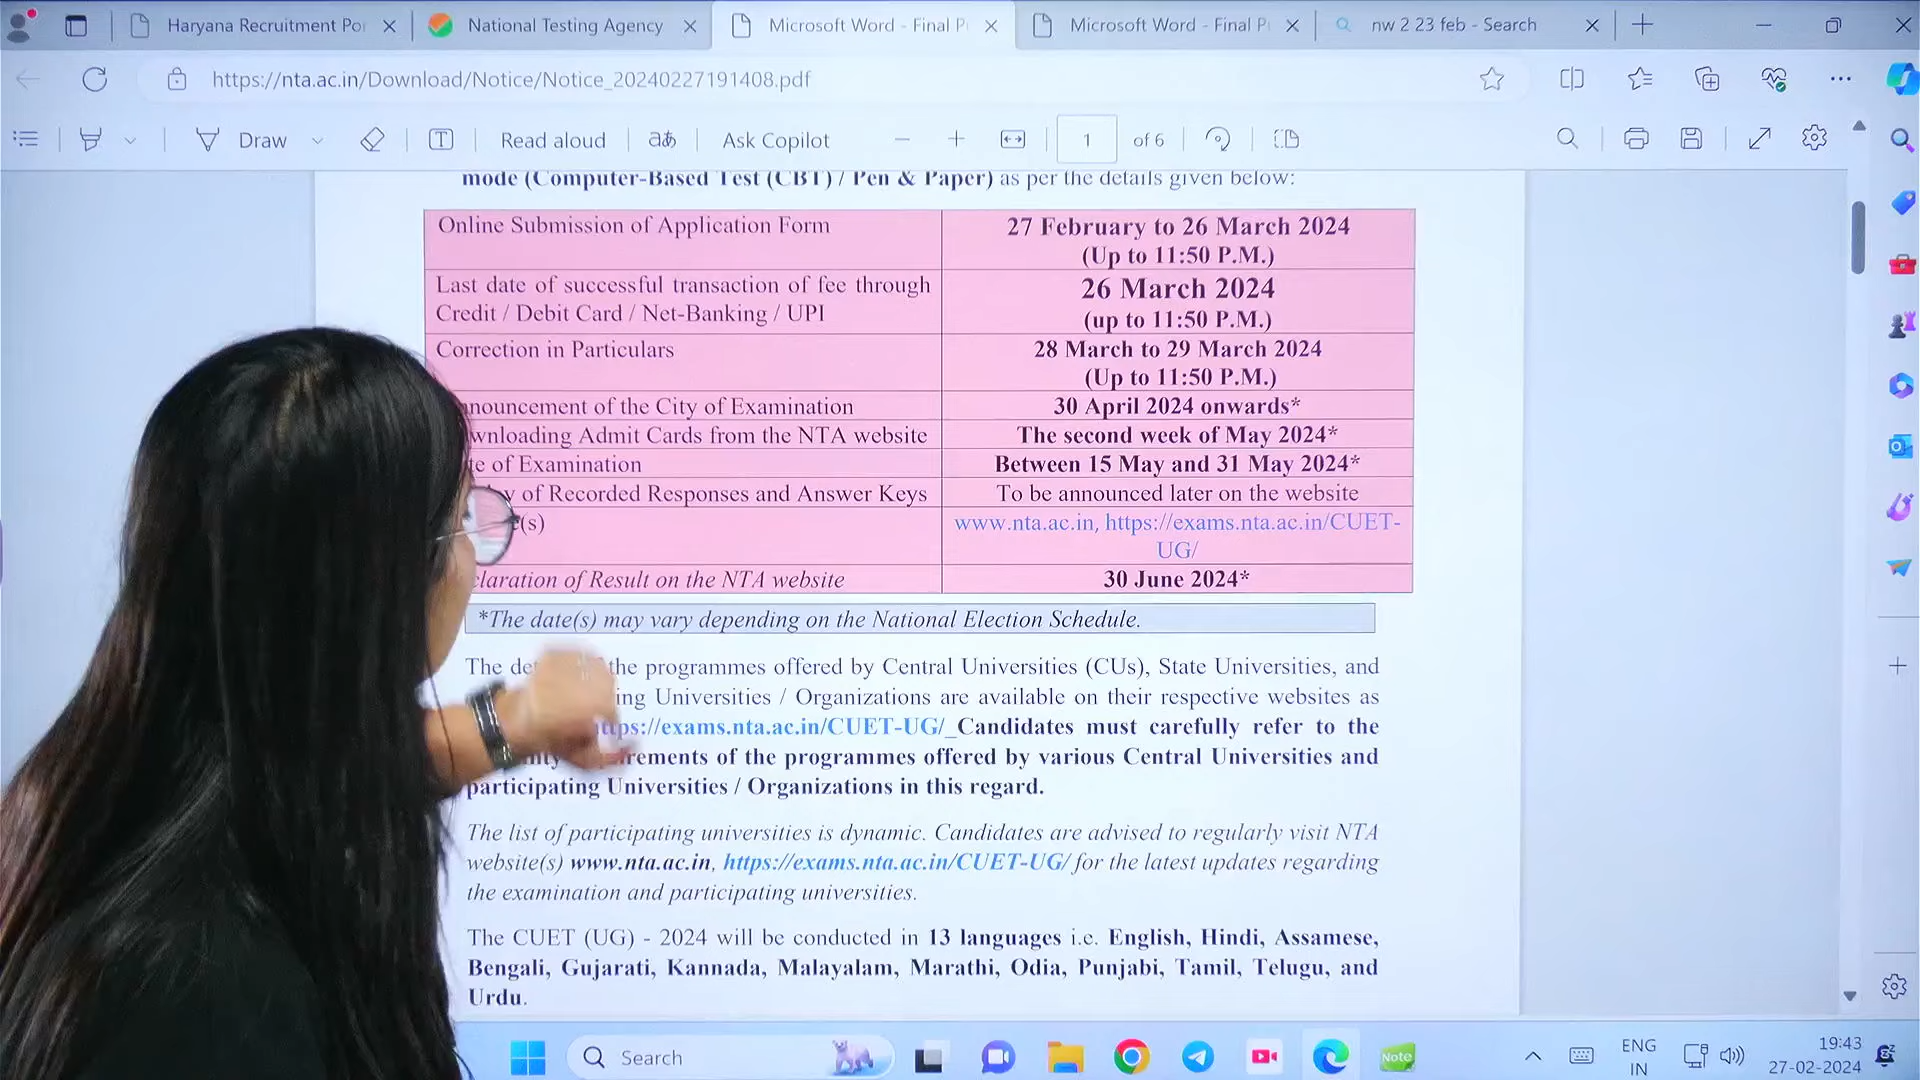 Haryana Recruitment Po
National Testing Agency
Microsoft Word - Final P
Microsoft Word - Final P
nw 2 23 feb - Search
https://nta.ac.in/Download/Notice/Notice_20240227191408.pdf
Draw
Read aloud
Ask Copilot
1
of 6
mode (Computer-Based Test (CBT) / Pen & Paper) as per the details given below:
Online Submission of Application Form
27 February to 26 March 2024
(Up to 11:50 P.M.)
Last date of successful transaction of fee through
Credit / Debit Card / Net-Banking / UPI
26 March 2024
(up to 11:50 P.M.)
Correction in Particulars
28 March to 29 March 2024
(Up to 11:50 P.M.)
nouncement of the City of Examination
30 April 2024 onwards*
wnloading Admit Cards from the NTA website
The second week of May 2024*
te of Examination
Between 15 May and 31 May 2024*
y of Recorded Responses and Answer Keys
To be announced later on the website
(s)
www.nta.ac.in, https://exams.nta.ac.in/CUET-
UG/
claration of Result on the NTA website
30 June 2024*
*The date(s) may vary depending on the National Election Schedule.
The de the programmes offered by Central Universities (CUs), State Universities, and
ing Universities / Organizations are available on their respective websites as
ttps://exams.nta.ac.in/CUET-UG/_Candidates must carefully refer to the
rements of the programmes offered by various Central Universities and
participating Universities / Organizations in this regard.
The list of participating universities is dynamic. Candidates are advised to regularly visit NTA
website(s) www.nta.ac.in, https://exams.nta.ac.in/CUET-UG/ for the latest updates regarding
the examination and participating universities.
The CUET (UG) - 2024 will be conducted in 13 languages i.e. English, Hindi, Assamese,
Bengali, Gujarati, Kannada, Malayalam, Marathi, Odia, Punjabi, Tamil, Telugu, and
Urdu.
Search
Note
ENG
IN
19:43
27-02-2024